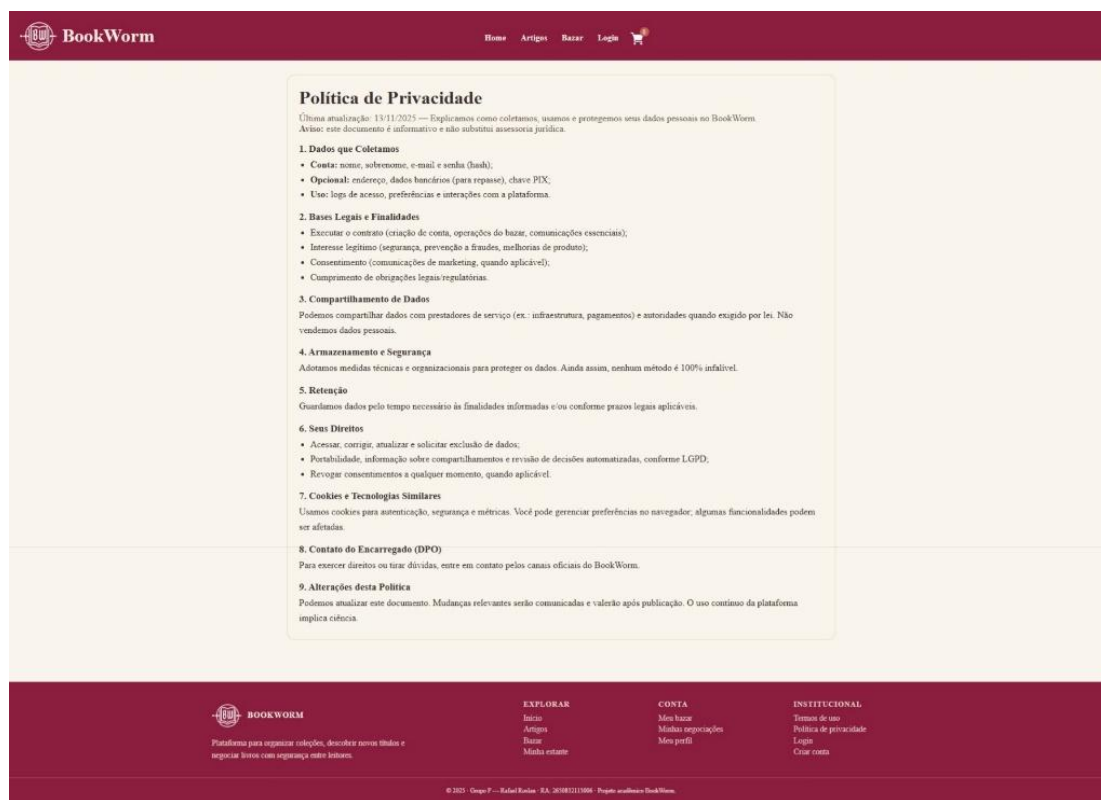 BookWorm
Home Artigos Bazar Login
Política de Privacidade
Última atualização: 13/11/2025 — Explicamos como coletamos, usamos e protegemos seus dados pessoais no BookWorm.
Aviso: este documento é informativo e não substitui assessoria jurídica.
1. Dados que Coletamos
• Conta: nome, sobrenome, e-mail e senha (hash);
• Opcional: endereço, dados bancários (para repasse), chave PIX;
• Uso: logs de acesso, preferências e interações com a plataforma.
2. Bases Legais e Finalidades
• Executar o contrato (criação de conta, operações do bazar, comunicações essenciais);
• Interesse legítimo (segurança, prevenção a fraudes, melhorias de produto);
• Consentimento (comunicações de marketing, quando aplicável);
• Cumprimento de obrigações legais/regulatórias.
3. Compartilhamento de Dados
Podemos compartilhar dados com prestadores de serviço (ex.: infraestrutura, pagamentos) e autoridades quando exigido por lei. Não
vendemos dados pessoais.
4. Armazenamento e Segurança
Adotamos medidas técnicas e organizacionais para proteger os dados. Ainda assim, nenhum método é 100% infalível.
5. Retenção
Guardamos dados pelo tempo necessário às finalidades informadas e/ou conforme prazos legais aplicáveis.
6. Seus Direitos
• Acessar, corrigir, atualizar e solicitar exclusão de dados;
• Portabilidade, informação sobre compartilhamentos e revisão de decisões automatizadas, conforme LGPD;
• Revogar consentimentos a qualquer momento, quando aplicável.
7. Cookies e Tecnologias Similares
Usamos cookies para autenticação, segurança e métricas. Você pode gerenciar preferências no navegador; algumas funcionalidades podem
ser afetadas.
8. Contato do Encarregado (DPO)
Para exercer direitos ou tirar dúvidas, entre em contato pelos canais oficiais do BookWorm.
9. Alterações desta Política
Podemos atualizar este documento. Mudanças relevantes serão comunicadas e valerão após publicação. O uso contínuo da plataforma
implica ciência.
BOOKWORM
Plataforma para organizar coleções, descobrir novos títulos e
negociar livros com segurança entre leitores.
EXPLORAR
Início
Artigos
Bazar
Minha estante
CONTA
Meu bazar
Minhas negociações
Meu perfil
INSTITUCIONAL
Termos de uso
Política de privacidade
Login
Criar conta
© 2025 · Grupo F — Rafael · RA: · Projeto acadêmico BookWorm.